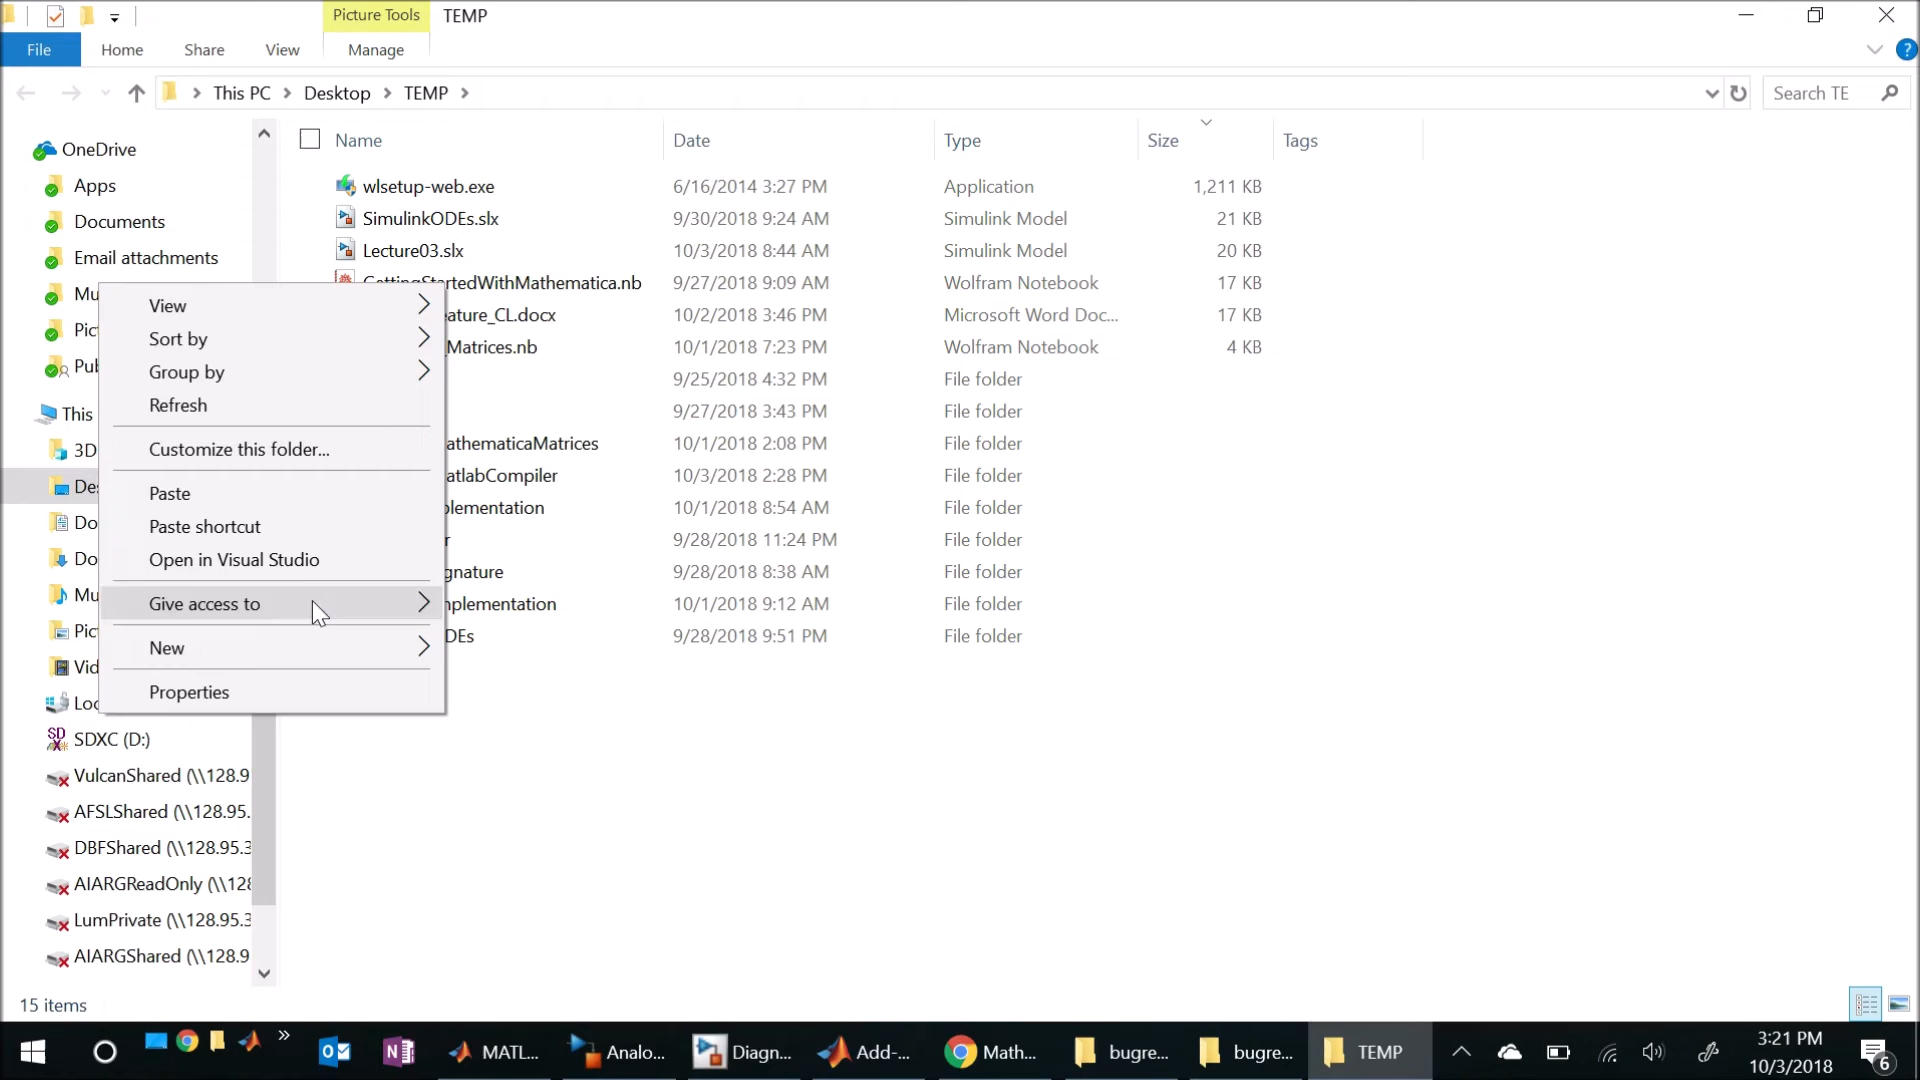 Picture Tools
TEMP
File
Home
Share
View
Manage
This PC
Desktop
TEMP
Search TE
Name
Date
Type
Size
Tags
OneDrive
Apps
Documents
Email attachments
Mu
Pic
Pub
This
3D
Des
Do
Do
Mu
Pic
Vid
Loc
SDXC (D:)
VulcanShared (\\128.9
AFSLShared (\\128.95.
DBFShared (\\128.95.3
AIARGReadOnly (\\128
LumPrivate (\\128.95.3
AIARGShared (\\128.9
wlsetup-web.exe 6/16/2014 3:27 PM Application 1,211 KB
SimulinkODEs.slx 9/30/2018 9:24 AM Simulink Model 21 KB
Lecture03.slx 10/3/2018 8:44 AM Simulink Model 20 KB
GettingStartedWithMathematica.nb 9/27/2018 9:09 AM Wolfram Notebook 17 KB
ature_CL.docx 10/2/2018 3:46 PM Microsoft Word Doc... 17 KB
_Matrices.nb 10/1/2018 7:23 PM Wolfram Notebook 4 KB
9/25/2018 4:32 PM File folder
9/27/2018 3:43 PM File folder
athematicaMatrices 10/1/2018 2:08 PM File folder
atlabCompiler 10/3/2018 2:28 PM File folder
plementation 10/1/2018 8:54 AM File folder
r 9/28/2018 11:24 PM File folder
gnature 9/28/2018 8:38 AM File folder
nplementation 10/1/2018 9:12 AM File folder
DEs 9/28/2018 9:51 PM File folder
View
Sort by
Group by
Refresh
Customize this folder...
Paste
Paste shortcut
Open in Visual Studio
Give access to
New
Properties
15 items
MATL...
Analo...
Diagn...
Add-...
Math...
bugre...
bugre...
TEMP
3:21 PM
10/3/2018
6